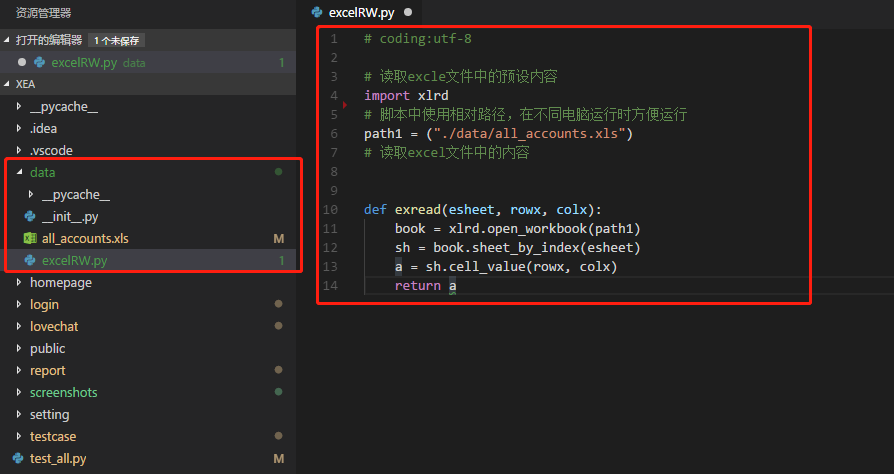 资源管理器
打开的编辑器 1 个未保存
excelRW.py data 1
XEA
__pycache__
.idea
.vscode
data
__pycache__
__init__.py
all_accounts.xls M
excelRW.py 1
homepage
login
lovechat
public
report
screenshots
setting
testcase
test_all.py M
excelRW.py
1 # coding:utf-8
2
3 # 读取excle文件中的预设内容
4 import xlrd
5 # 脚本中使用相对路径，在不同电脑运行时方便运行
6 path1 = ("./data/all_accounts.xls")
7 # 读取excel文件中的内容
8
9
10 def exread(esheet, rowx, colx):
11     book = xlrd.open_workbook(path1)
12     sh = book.sheet_by_index(esheet)
13     a = sh.cell_value(rowx, colx)
14     return a